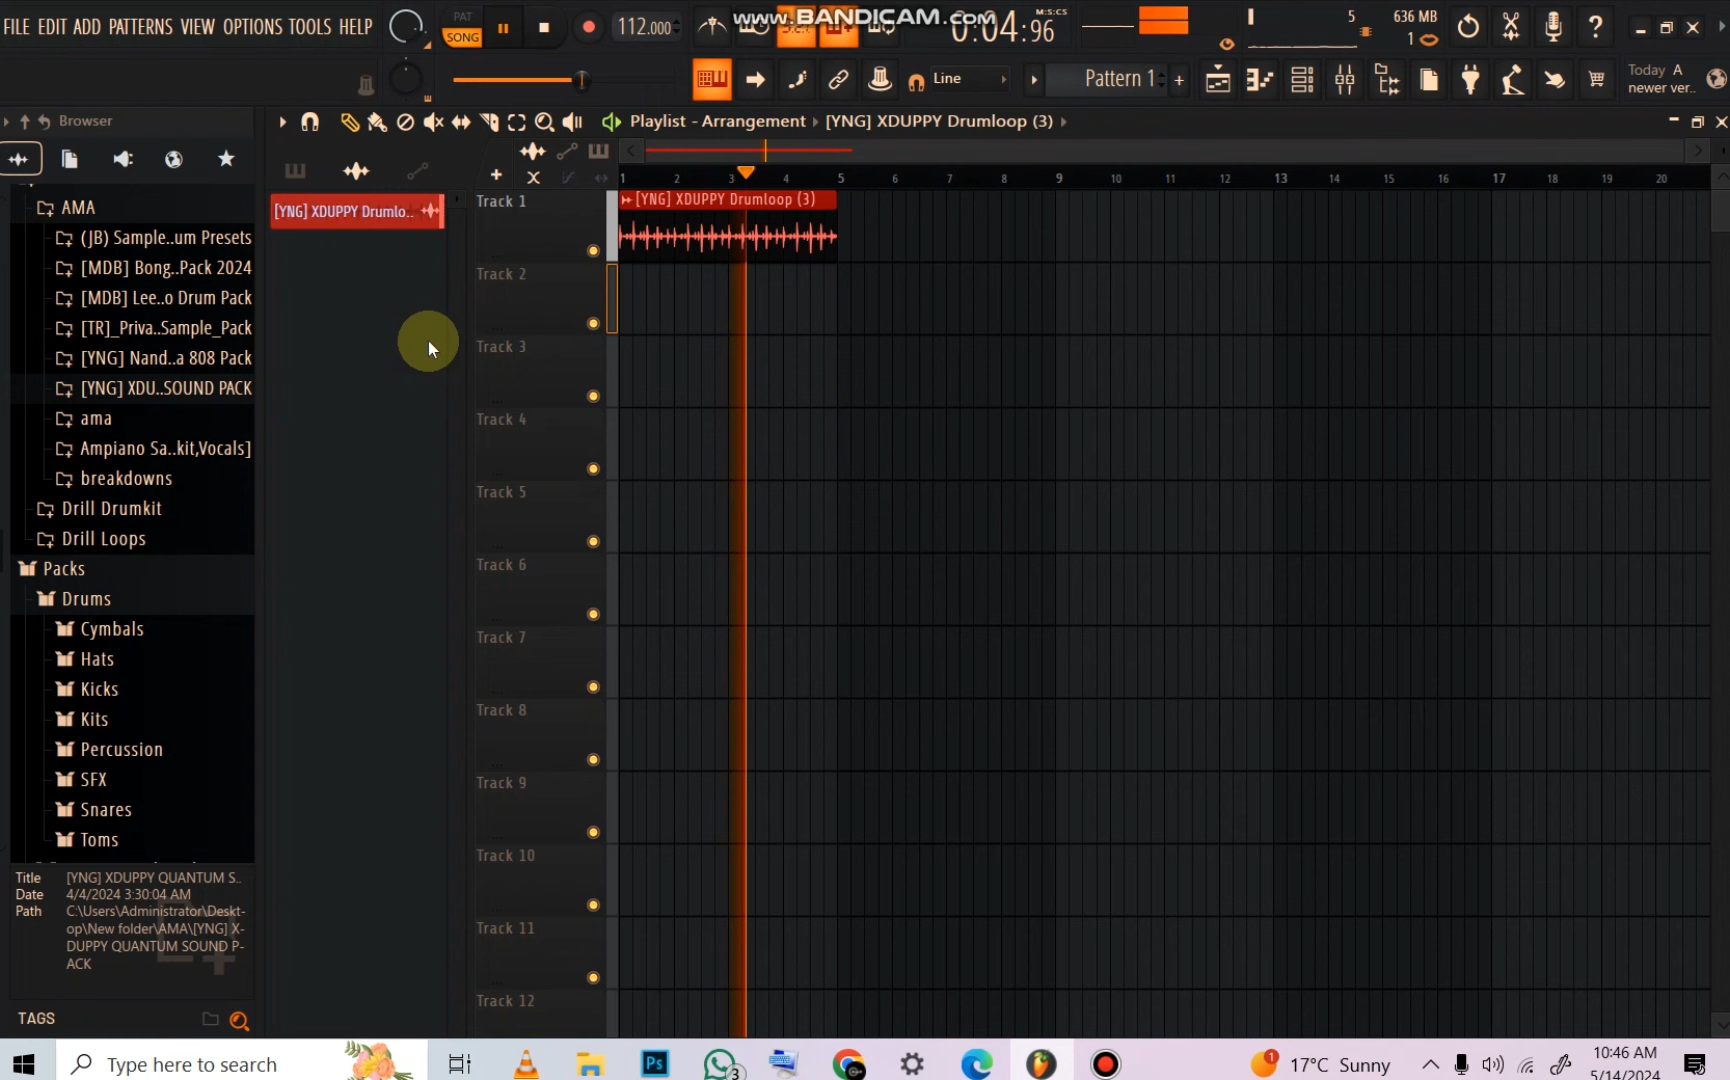 FILE EDIT ADD PATTERNS VIEW OPTIONS TOOLS HELP
PAT
SONG
112.000
www.BANDICAM.com
0:04:96
M:S:CS
5
636 MB
1
Line
Pattern 1
Today A
newer ver..
Browser
Playlist - Arrangement
[YNG] XDUPPY Drumloop (3)
AMA
(JB) Sample..um Presets
[MDB] Bong..Pack 2024
[MDB] Lee..o Drum Pack
[TR]_Priva..Sample_Pack
[YNG] Nand..a 808 Pack
[YNG] XDU..SOUND PACK
ama
Ampiano Sa..kit,Vocals]
breakdowns
Drill Drumkit
Drill Loops
Packs
Drums
Cymbals
Hats
Kicks
Kits
Percussion
SFX
Snares
Toms
Title [YNG] XDUPPY QUANTUM S..
Date 4/4/2024 3:30:04 AM
Path C:\Users\Administrator\Deskt-
op\New folder\AMA\[YNG] X-
DUPPY QUANTUM SOUND P-
ACK
TAGS
[YNG] XDUPPY Drumlo..
1 2 3 4 5 6 7 8 9 10 11 12 13 14 15 16 17 18 19 20
[YNG] XDUPPY Drumloop (3)
Track 1
Track 2
Track 3
Track 4
Track 5
Track 6
Track 7
Track 8
Track 9
Track 10
Track 11
Track 12
Type here to search
Ps
3
1
17°C Sunny
10:46 AM
5/14/2024